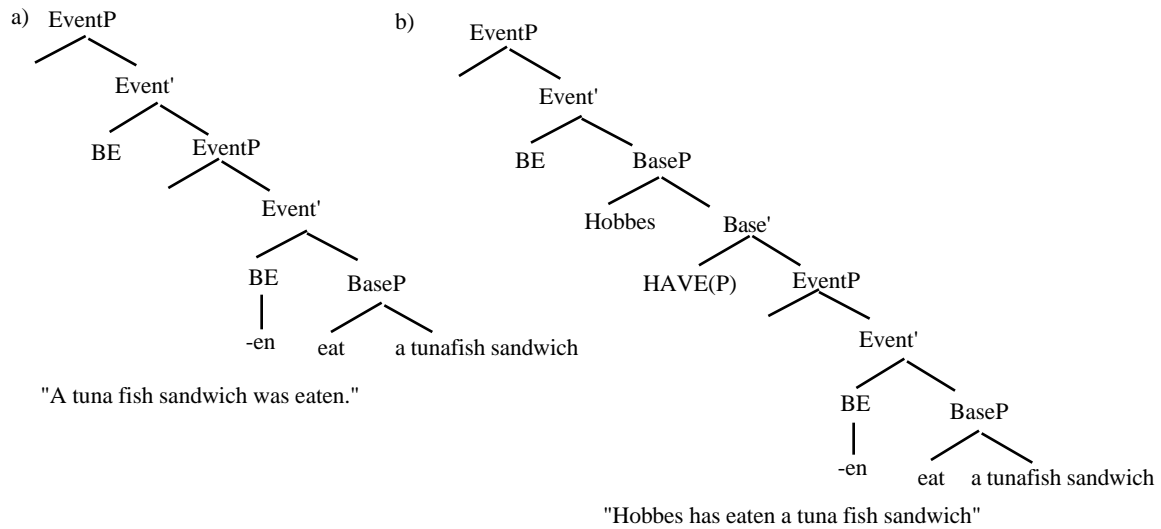 a)
EventP
Event'
BE
EventP
Event'
BE
BaseP
-en
eat
a tunafish sandwich
"A tuna fish sandwich was eaten."
b)
EventP
Event'
BE
BaseP
Hobbes
Base'
HAVE(P)
EventP
Event'
BE
BaseP
-en
eat
a tunafish sandwich
"Hobbes has eaten a tuna fish sandwich"